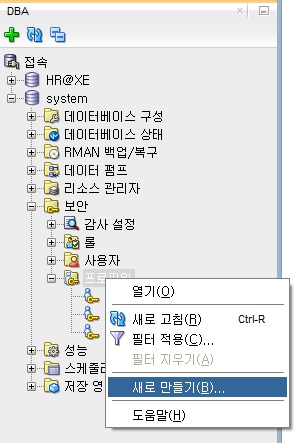 DBA
접속
HR@XE
system
데이터베이스 구성
데이터베이스 상태
RMAN 백업/복구
데이터 펌프
리소스 관리자
보안
감사 설정
롤
사용자
프로파일
열기(O)
새로 고침(R) Ctrl-R
필터 적용(C)...
필터 지우기(A)
새로 만들기(B)...
도움말(H)
성능
스케줄러
저장 영